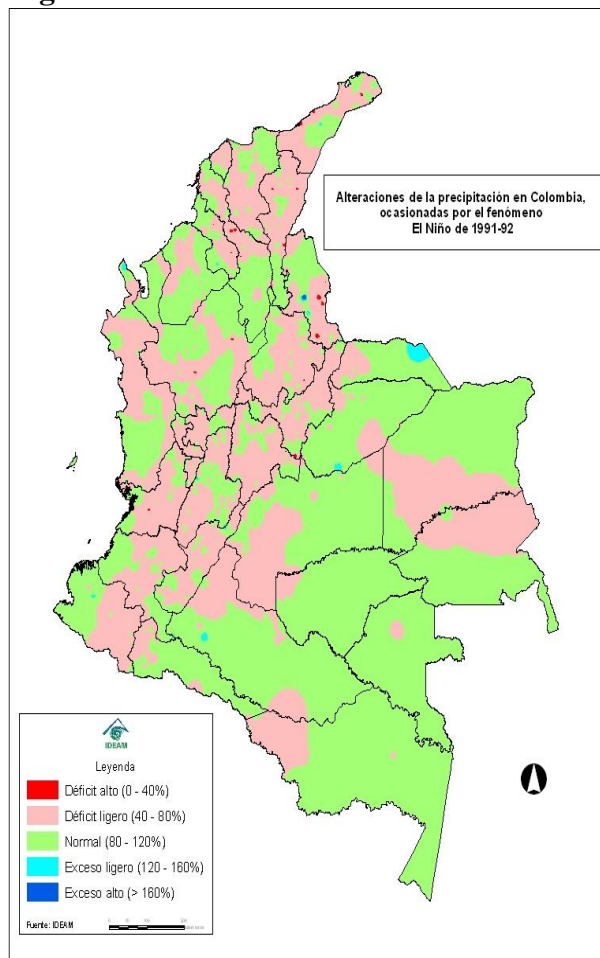 Alteraciones de la precipitación en Colombia,
ocasionadas por el fenómeno
El Niño de 1991-92
IDEAM
Leyenda
Déficit alto (0 - 40%)
Déficit ligero (40 - 80%)
Normal (80 - 120%)
Exceso ligero (120 - 160%)
Exceso alto (> 160%)
Fuente: IDEAM